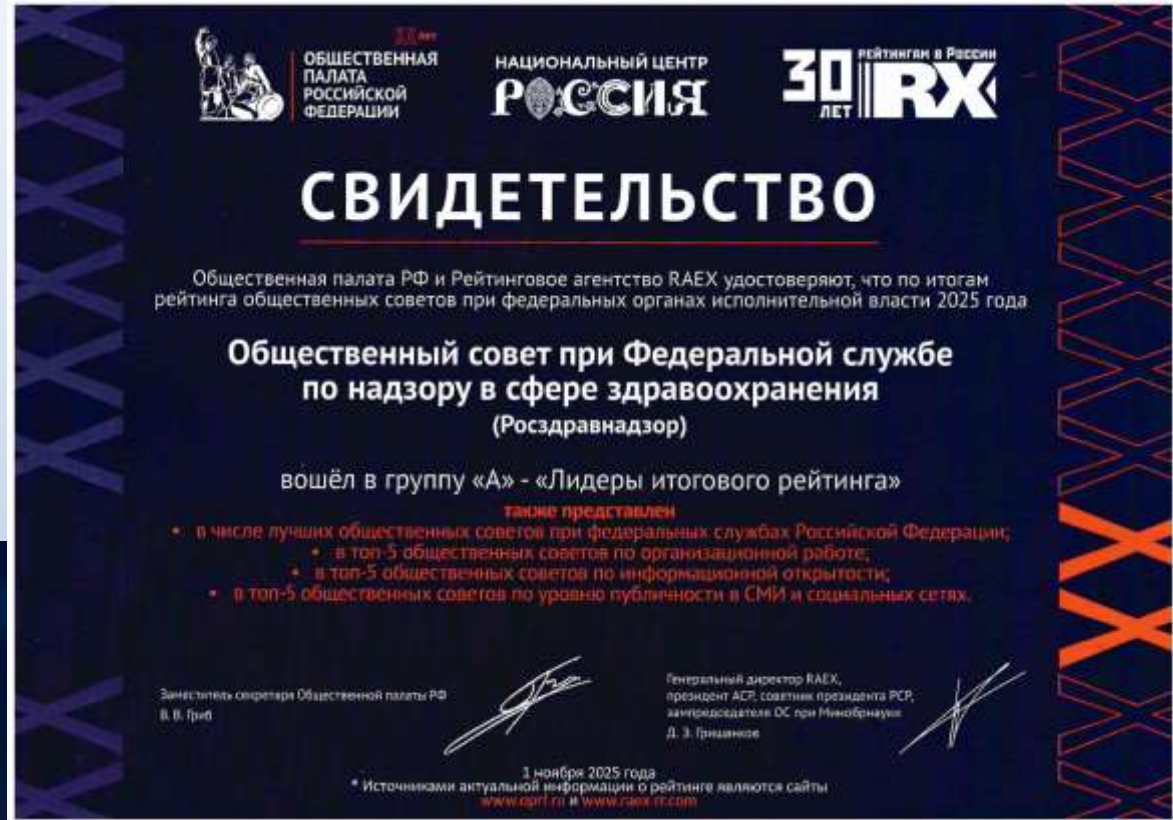 XX лет
ОБЩЕСТВЕННАЯ
ПАЛАТА
РОССИЙСКОЙ
ФЕДЕРАЦИИ
НАЦИОНАЛЬНЫЙ ЦЕНТР
РОССИЯ
30
ЛЕТ
РЕЙТИНГАМ В РОССИИ
RX
СВИДЕТЕЛЬСТВО
Общественная палата РФ и Рейтинговое агентство RAEX удостоверяют, что по итогам
рейтинга общественных советов при федеральных органах исполнительной власти 2025 года
Общественный совет при Федеральной службе
по надзору в сфере здравоохранения
(Росздравнадзор)
вошёл в группу «А» - «Лидеры итогового рейтинга»
также представлен
• в числе лучших общественных советов при федеральных службах Российской Федерации;
• в топ-5 общественных советов по организационной работе;
• в топ-5 общественных советов по информационной открытости;
• в топ-5 общественных советов по уровню публичности в СМИ и социальных сетях.
Заместитель секретаря Общественной палаты РФ
В. В. Гриб
Генеральный директор RAEX,
президент АСР, советник президента РСР,
зампредседателя ОС при Минобрнауки
Д. Э. Гришанков
1 ноября 2025 года
* Источниками актуальной информации о рейтинге являются сайты
www.oprf.ru и www.raex-rr.com